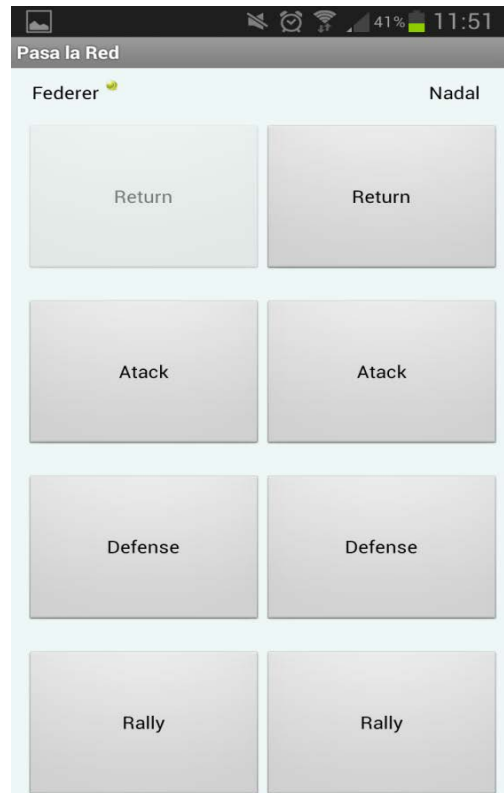 41% 11:51
Pasa la Red
Federer Nadal
Return Return
Atack Atack
Defense Defense
Rally Rally